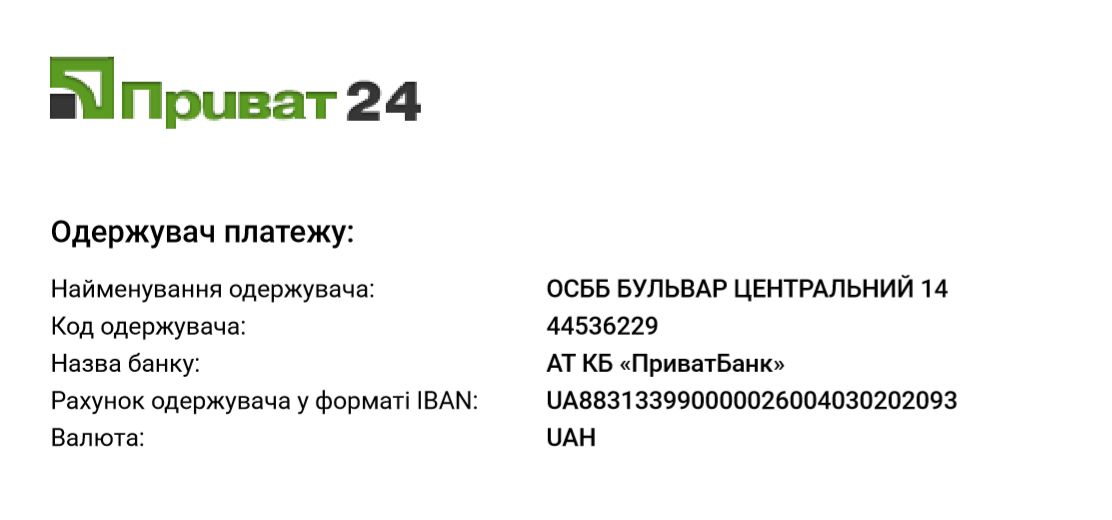 Приват 24
Одержувач платежу:
Найменування одержувача: ОСББ БУЛЬВАР ЦЕНТРАЛЬНИЙ 14
Код одержувача: 44536229
Назва банку: АТ КБ «ПриватБанк»
Рахунок одержувача у форматі IBAN: UA883133990000026004030202093
Валюта: UAH